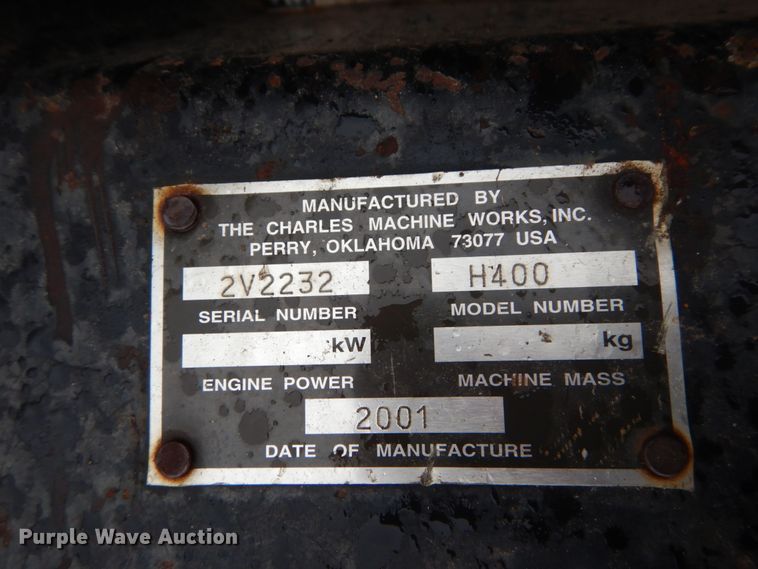 MANUFACTURED BY
THE CHARLES MACHINE WORKS, INC.
PERRY, OKLAHOMA 73077 USA
2V2232 H400
SERIAL NUMBER MODEL NUMBER
kW kg
ENGINE POWER MACHINE MASS
2001
DATE OF MANUFACTURE
Purple Wave Auction®